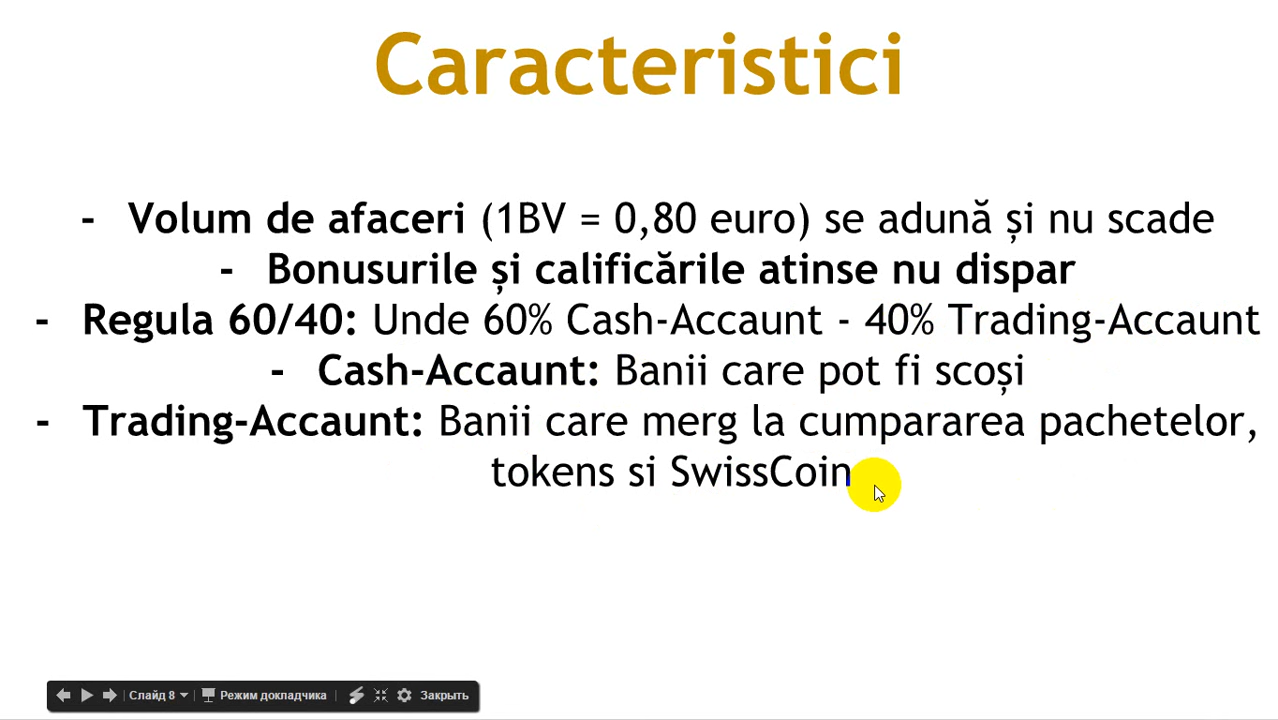 Caracteristici
- Volum de afaceri (1BV = 0,80 euro) se adună și nu scade
- Bonusurile și calificările atinse nu dispar
- Regula 60/40: Unde 60% Cash-Accaunt - 40% Trading-Accaunt
- Cash-Accaunt: Banii care pot fi scoși
- Trading-Accaunt: Banii care merg la cumpararea pachetelor,
tokens si SwissCoin
Слайд 8 Режим докладчика Закрыть